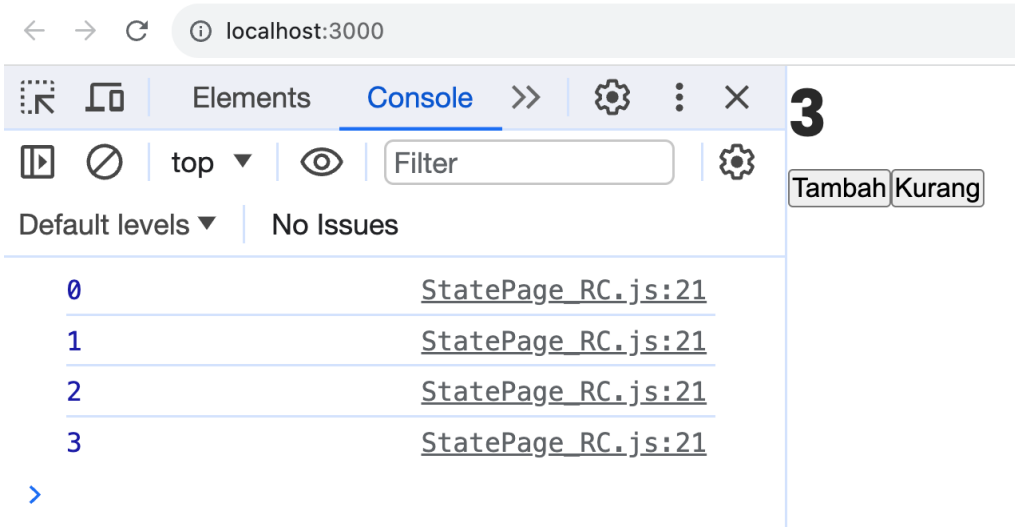 localhost:3000
Elements Console
3
top Filter
Tambah Kurang
Default levels No Issues
0 StatePage_RC.js:21
1 StatePage_RC.js:21
2 StatePage_RC.js:21
3 StatePage_RC.js:21